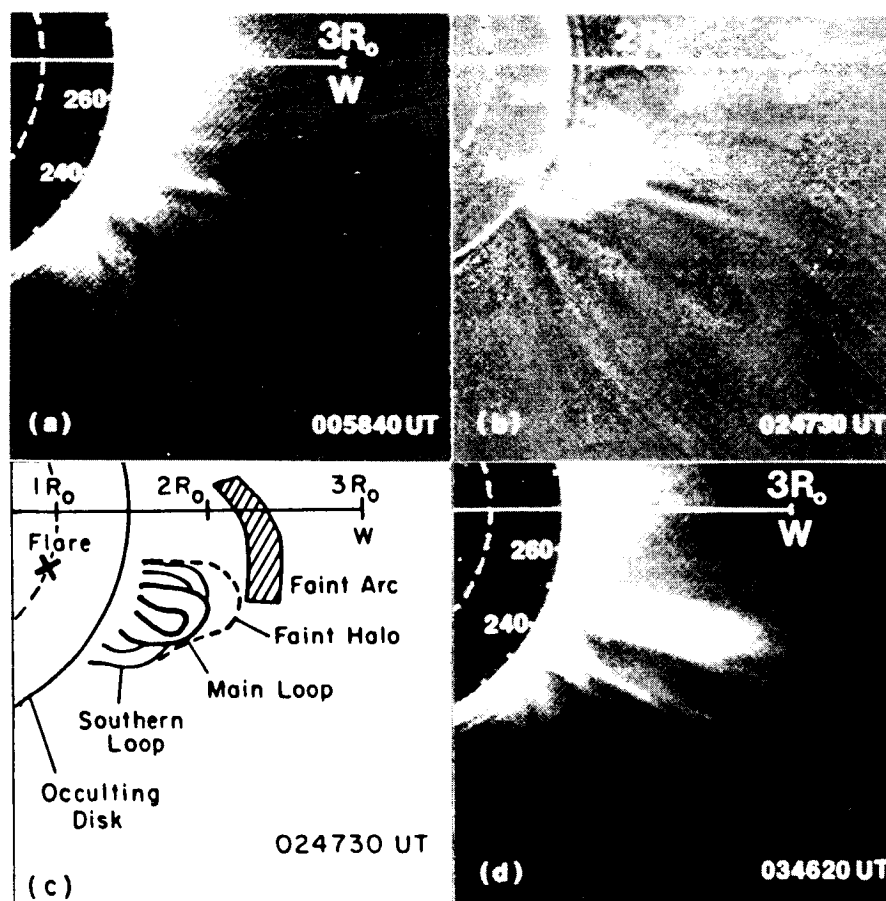 3R₀
W
260
240
(a)
005840 UT
2R
(b)
024730 UT
1R₀ 2R₀ 3R₀
W
Flare
Faint Arc
Faint Halo
Main Loop
Southern
Loop
Occulting
Disk
024730 UT
(c)
3R₀
W
260
240
(d)
034620 UT